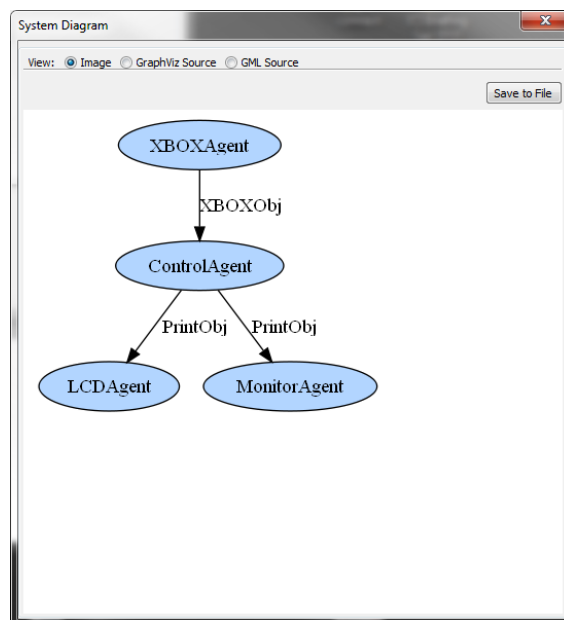 System Diagram
View: Image GraphViz Source GML Source
Save to File
XBOXAgent
XBOXObj
ControlAgent
PrintObj PrintObj
LCDAgent MonitorAgent